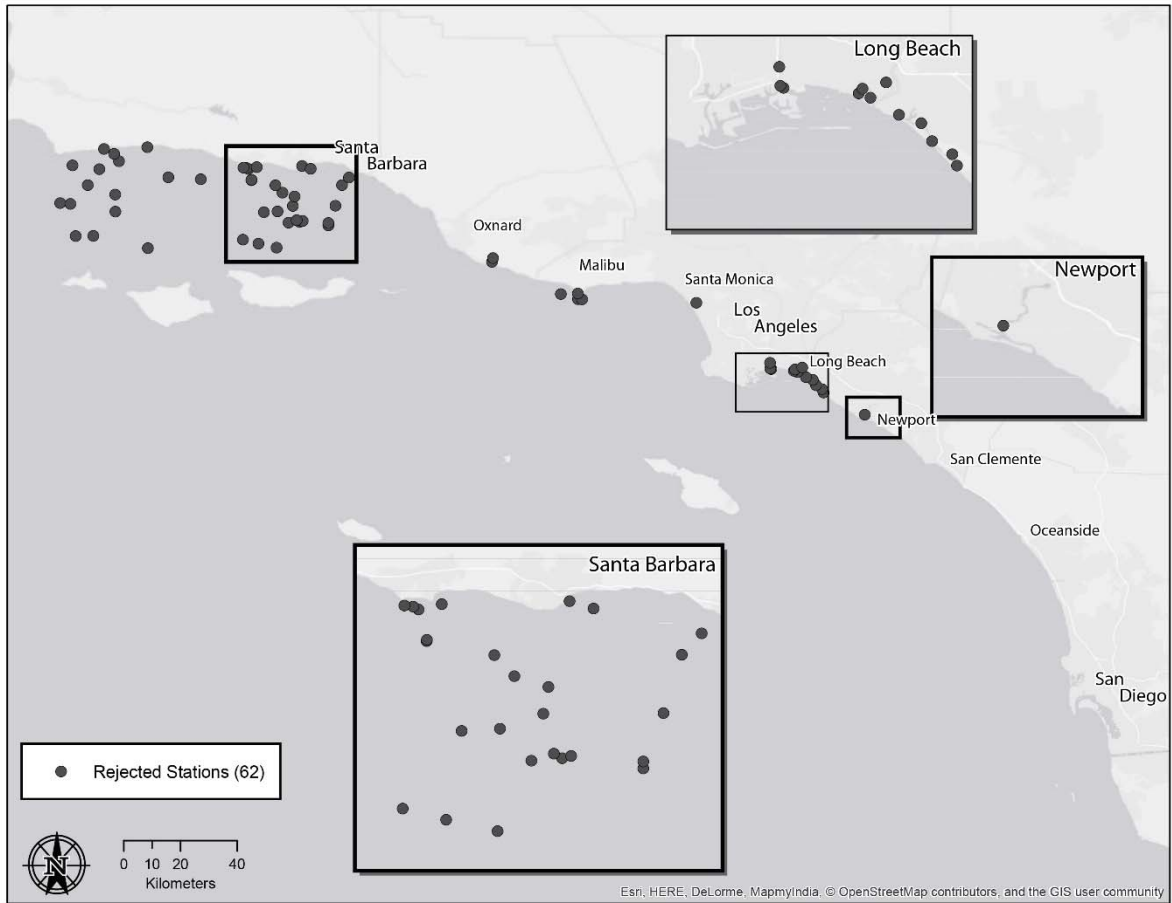 Long Beach
Santa
Barbara
Oxnard
Malibu
Santa Monica
Los
Angeles
Newport
Long Beach
Newport
San Clemente
Oceanside
Santa Barbara
San
Diego
Rejected Stations (62)
N
0 10 20 40
Kilometers
Esri, HERE, DeLorme, MapmyIndia, © OpenStreetMap contributors, and the GIS user community